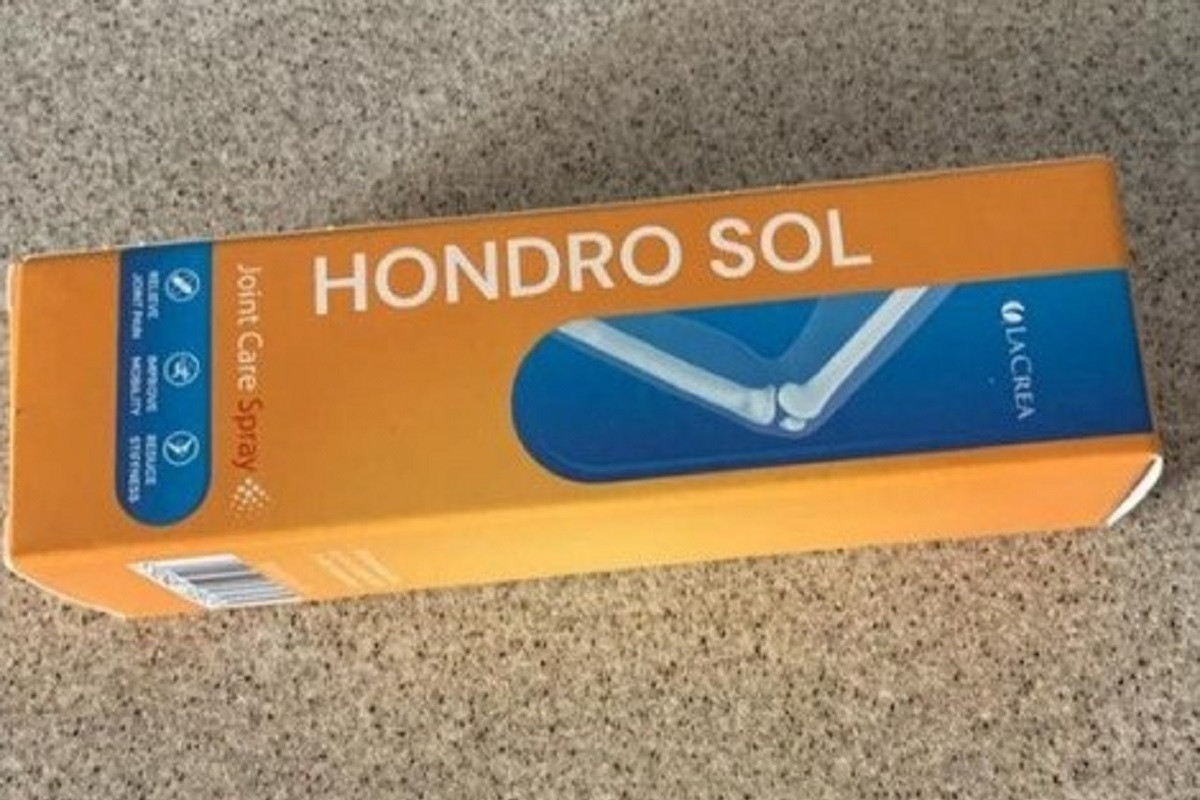 HONDRO SOL
LACREA
Joint Care Spray
RELIEVE
JOINT PAIN
IMPROVE
MOBILITY
REDUCE
STIFFNESS